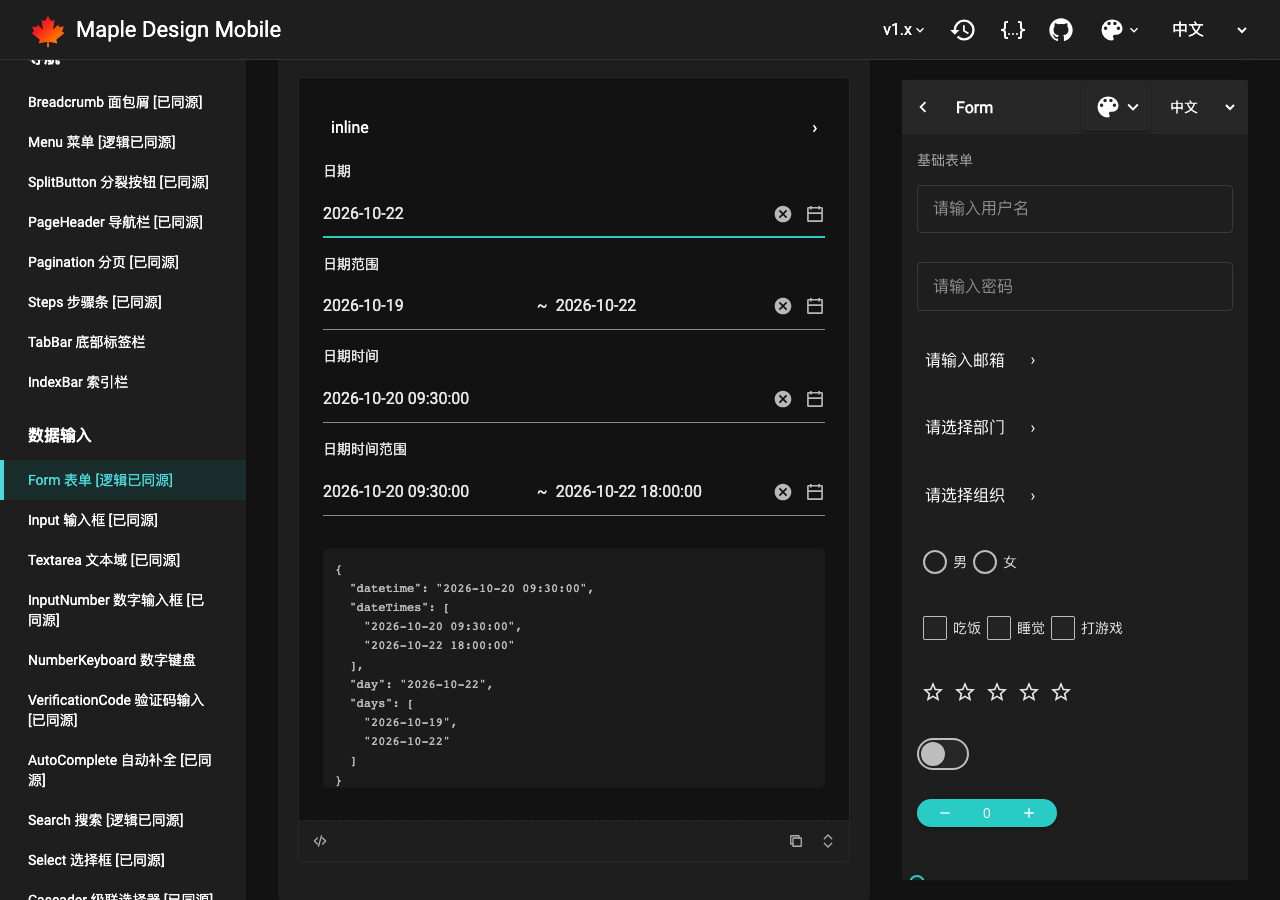 Maple Design Mobile
v1.x
中文
Breadcrumb 面包屑 [已同源]
Menu 菜单 [逻辑已同源]
SplitButton 分裂按钮 [已同源]
PageHeader 导航栏 [已同源]
Pagination 分页 [已同源]
Steps 步骤条 [已同源]
TabBar 底部标签栏
IndexBar 索引栏
数据输入
Form 表单 [逻辑已同源]
Input 输入框 [已同源]
Textarea 文本域 [已同源]
InputNumber 数字输入框 [已
同源]
NumberKeyboard 数字键盘
VerificationCode 验证码输入
[已同源]
AutoComplete 自动补全 [已同
源]
Search 搜索 [逻辑已同源]
Select 选择框 [已同源]
Cascader 级联选择器 [已同源]
inline
日期
2026-10-22
日期范围
2026-10-19 ~ 2026-10-22
日期时间
2026-10-20 09:30:00
日期时间范围
2026-10-20 09:30:00 ~ 2026-10-22 18:00:00
{
"datetime": "2026-10-20 09:30:00",
"dateTimes": [
"2026-10-20 09:30:00",
"2026-10-22 18:00:00"
],
"day": "2026-10-22",
"days": [
"2026-10-19",
"2026-10-22"
]
}
Form
中文
基础表单
请输入用户名
请输入密码
请输入邮箱
请选择部门
请选择组织
男 女
吃饭 睡觉 打游戏
− 0 +